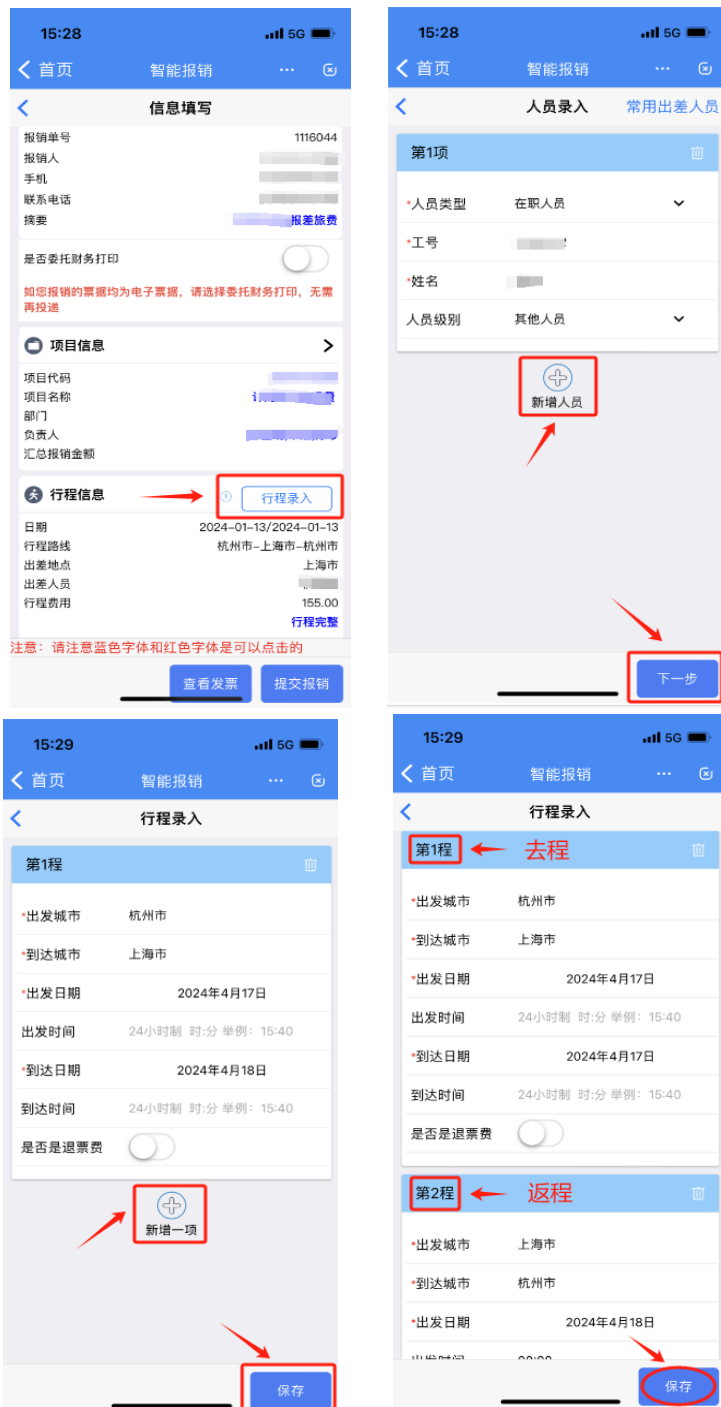 15:28 5G
首页 智能报销 ···
信息填写
报销单号 1116044
报销人
手机
联系电话
摘要 报差旅费
是否委托财务打印
如您报销的票据均为电子票据，请选择委托财务打印，无需
再投递
项目信息
项目代码
项目名称
部门
负责人
汇总报销金额
行程信息 行程录入
日期 2024-01-13/2024-01-13
行程路线 杭州市-上海市-杭州市
出差地点 上海市
出差人员
行程费用 155.00
行程完整
注意：请注意蓝色字体和红色字体是可以点击的
查看发票 提交报销
15:28 5G
首页 智能报销 ···
人员录入 常用出差人员
第1项
*人员类型 在职人员
*工号
*姓名
人员级别 其他人员
新增人员
下一步
15:29 5G
首页 智能报销 ···
行程录入
第1程
*出发城市 杭州市
*到达城市 上海市
*出发日期 2024年4月17日
出发时间 24小时制 时:分 举例：15:40
*到达日期 2024年4月18日
到达时间 24小时制 时:分 举例：15:40
是否是退票费
新增一项
保存
15:29 5G
首页 智能报销 ···
行程录入
第1程 去程
*出发城市 杭州市
*到达城市 上海市
*出发日期 2024年4月17日
出发时间 24小时制 时:分 举例：15:40
*到达日期 2024年4月17日
到达时间 24小时制 时:分 举例：15:40
是否是退票费
第2程 返程
*出发城市 上海市
*到达城市 杭州市
*出发日期 2024年4月18日
保存